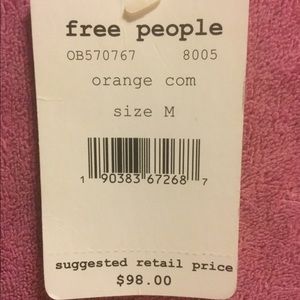 free people
OB570767 8005
orange com
size M
1 90383 67268 7
suggested retail price
$98.00